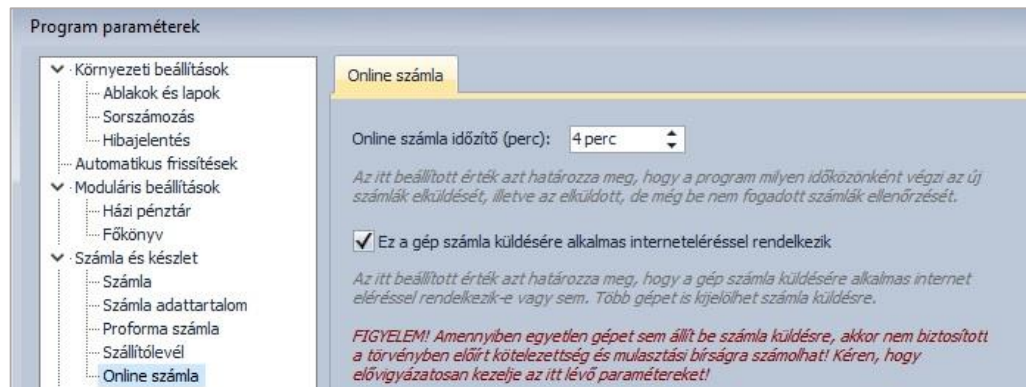 Program paraméterek
Környezeti beállítások
Ablakok és lapok
Sorszámozás
Hibajelentés
Automatikus frissítések
Moduláris beállítások
Házi pénztár
Főkönyv
Számla és készlet
Számla
Számla adattartalom
Proforma számla
Szállítólevél
Online számla
Online számla
Online számla időzítő (perc): 4 perc
Az itt beállított érték azt határozza meg, hogy a program milyen időközönként végzi az új
számlák elküldését, illetve az elküldött, de még be nem fogadott számlák ellenőrzését.
Ez a gép számla küldésére alkalmas interneteléréssel rendelkezik
Az itt beállított érték azt határozza meg, hogy a gép számla küldésére alkalmas internet
eléréssel rendelkezik-e vagy sem. Több gépet is kijelölhet számla küldésre.
FIGYELEM! Amennyiben egyetlen gépet sem állít be számla küldésre, akkor nem biztosított
a törvényben előírt kötelezettség és mulasztási bírságra számolhat! Kéren, hogy
elővigyázatosan kezelje az itt lévő paramétereket!